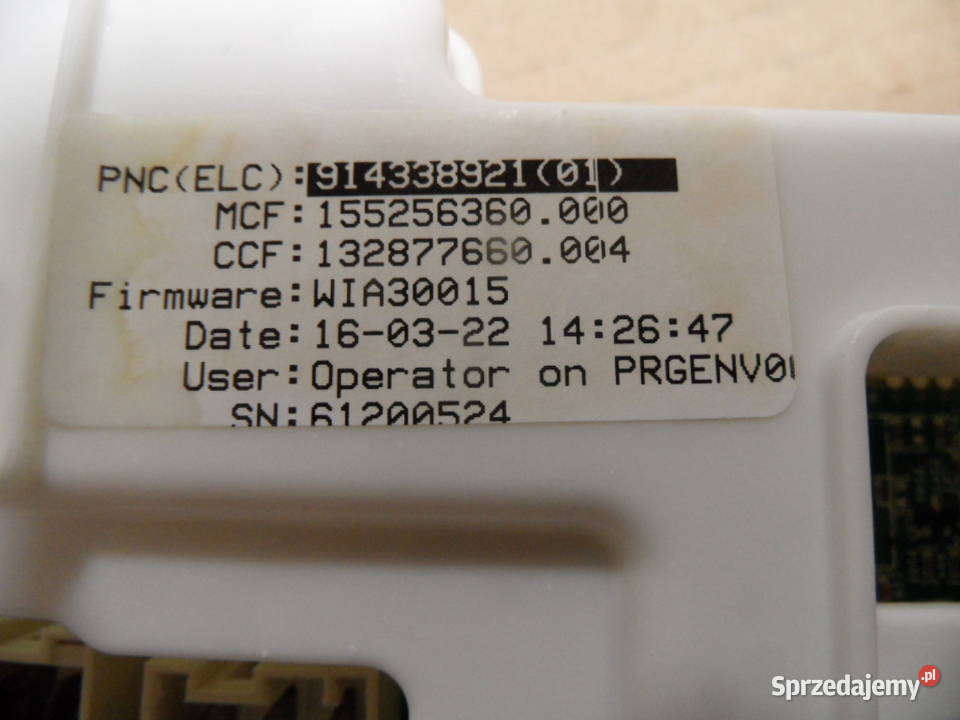 PNC(ELC):914338921(01)
MCF:155256360.000
CCF:132877660.004
Firmware:WIA30015
Date:16-03-22 14:26:47
User:Operator on PRGENV0
SN:61200524
Sprzedajemy.pl